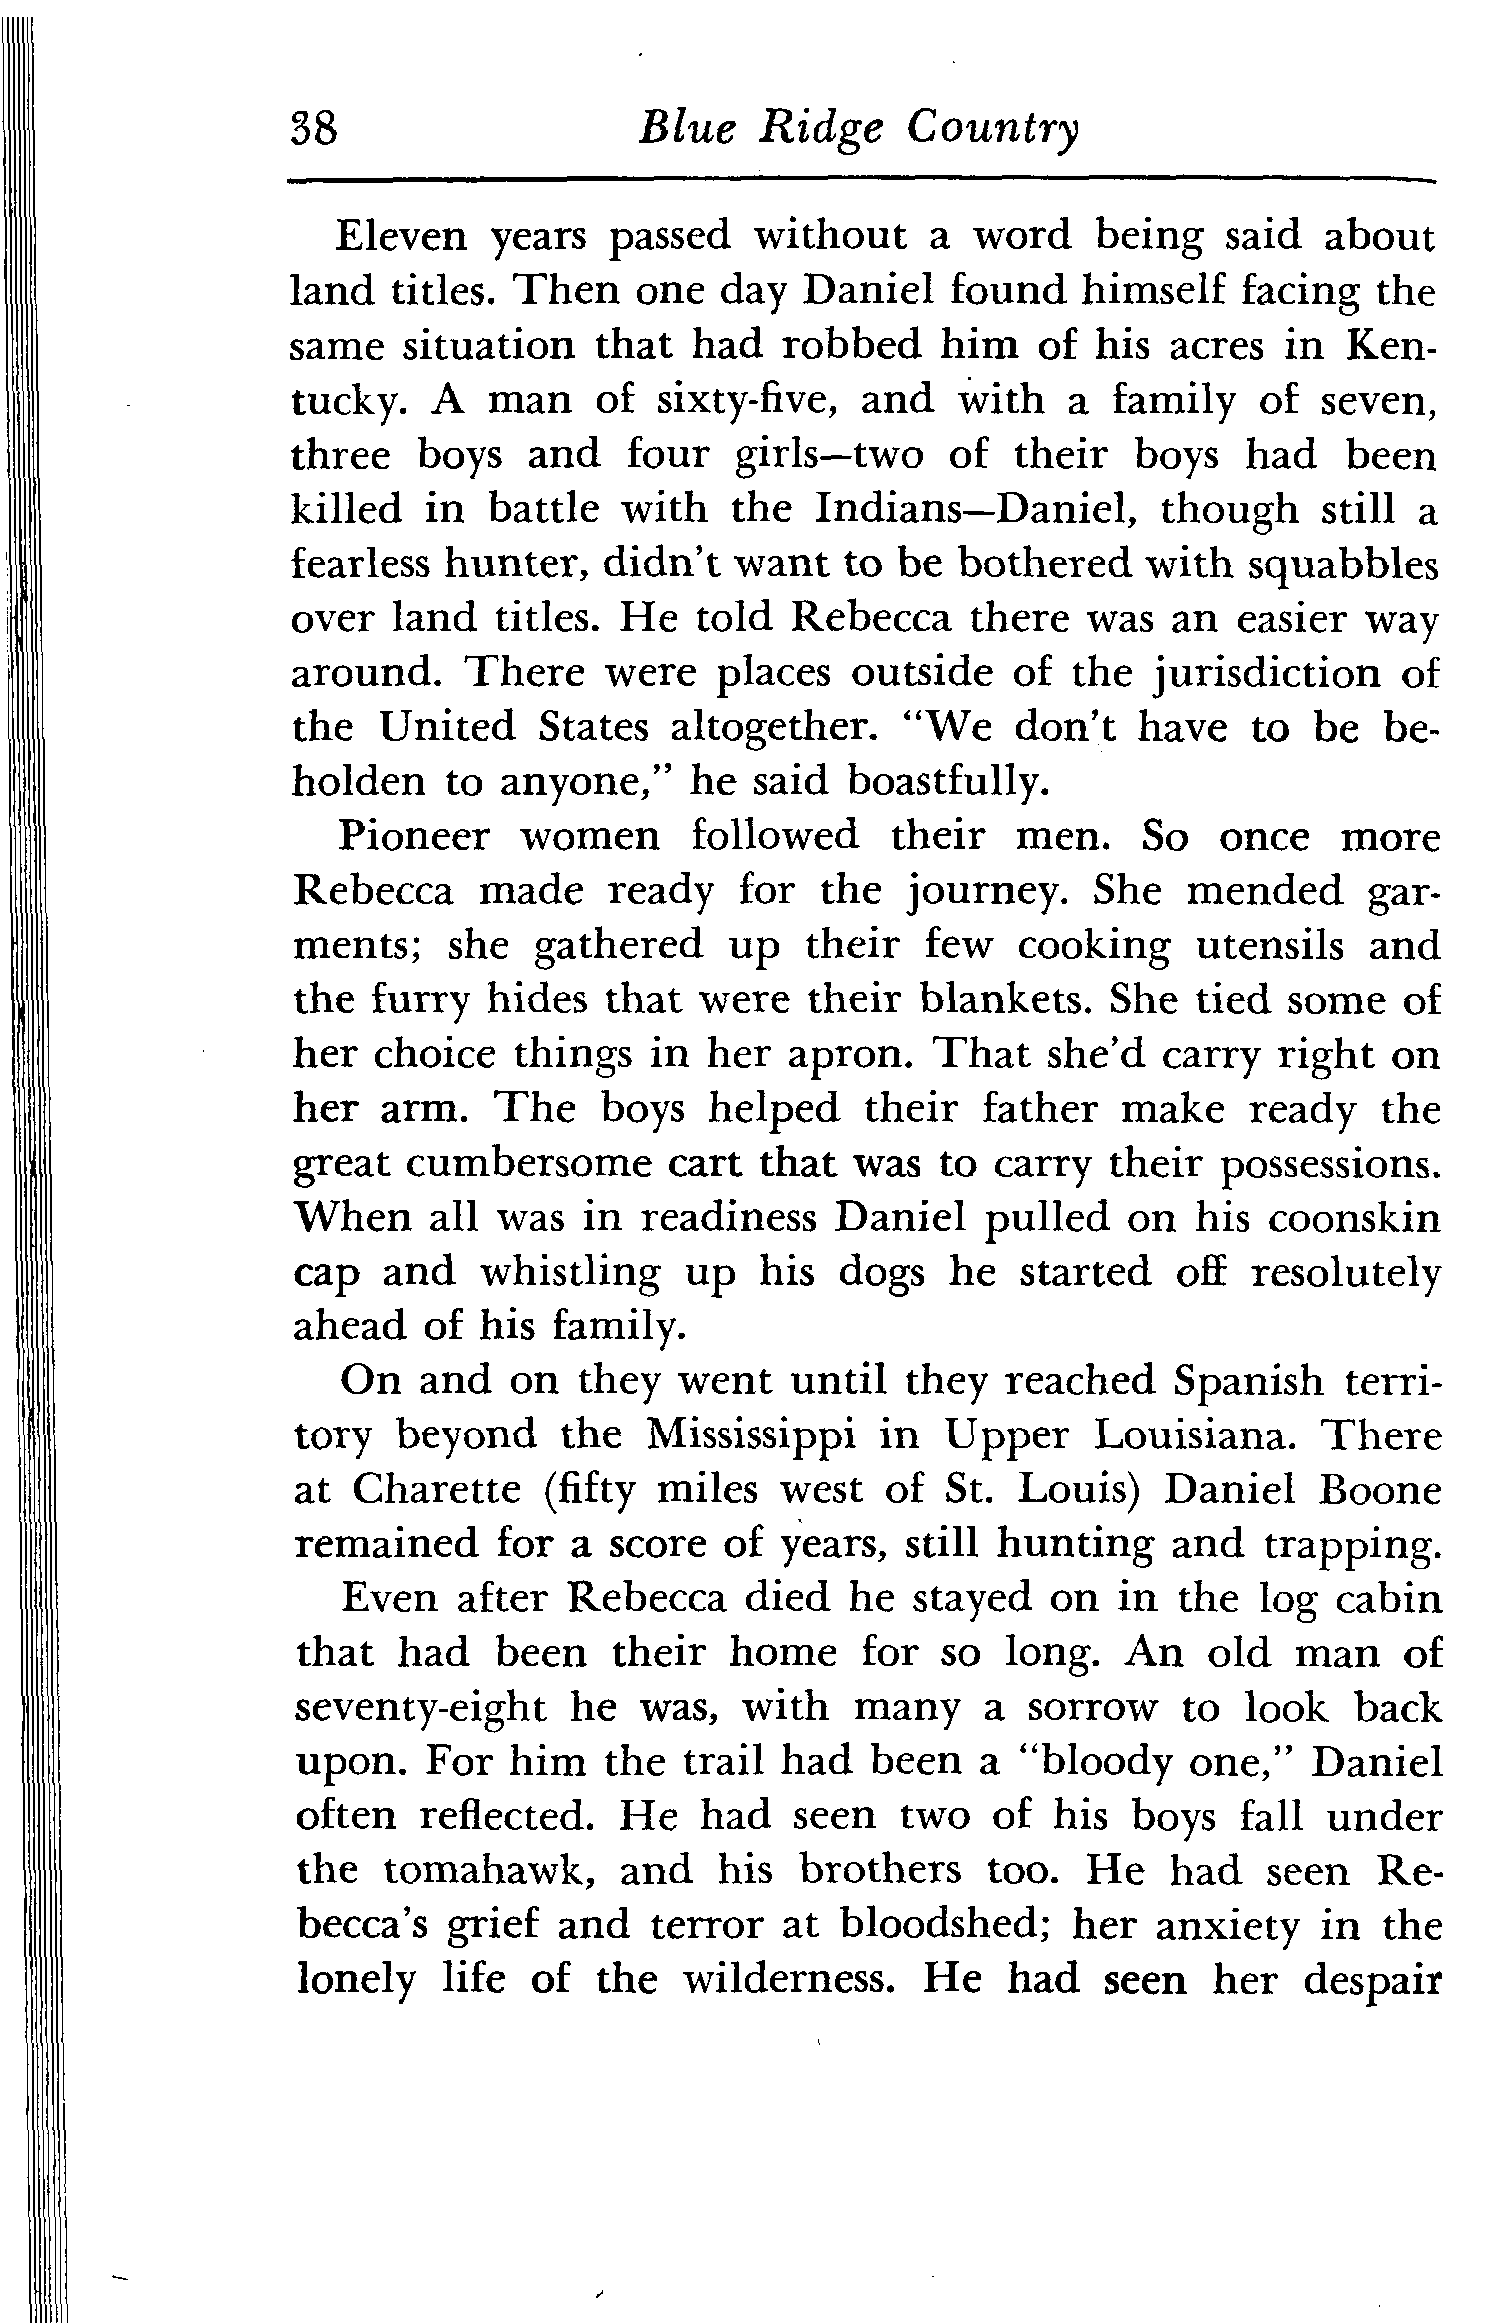 38 Blue Ridge Country
Eleven years passed without a word being said about
land titles. Then one day Daniel found himself facing the
same situation that had robbed him of his acres in Ken-
tucky. A man of sixty-five, and with a family of seven,
three boys and four girls—two of their boys had been
killed in battle with the Indians—Daniel, though still a
fearless hunter, didn't want to be bothered with squabbles
over land titles. He told Rebecca there was an easier way
around. There were places outside of the jurisdiction of
the United States altogether. "We don't have to be be-
holden to anyone," he said boastfully.
Pioneer women followed their men. So once more
Rebecca made ready for the journey. She mended gar-
ments; she gathered up their few cooking utensils and
the furry hides that were their blankets. She tied some of
her choice things in her apron. That she'd carry right on
her arm. The boys helped their father make ready the
great cumbersome cart that was to carry their possessions.
When all was in readiness Daniel pulled on his coonskin
cap and whistling up his dogs he started off resolutely
ahead of his family.
On and on they went until they reached Spanish terri-
tory beyond the Mississippi in Upper Louisiana. There
at Charette (fifty miles west of St. Louis) Daniel Boone
remained for a score of years, still hunting and trapping.
Even after Rebecca died he stayed on in the log cabin
that had been their home for so long. An old man of
seventy-eight he was, with many a sorrow to look back
upon. For him the trail had been a "bloody one," Daniel
often reflected. He had seen two of his boys fall under
the tomahawk, and his brothers too. He had seen Re-
becca's grief and terror at bloodshed; her anxiety in the
lonely life of the wilderness. He had seen her despair